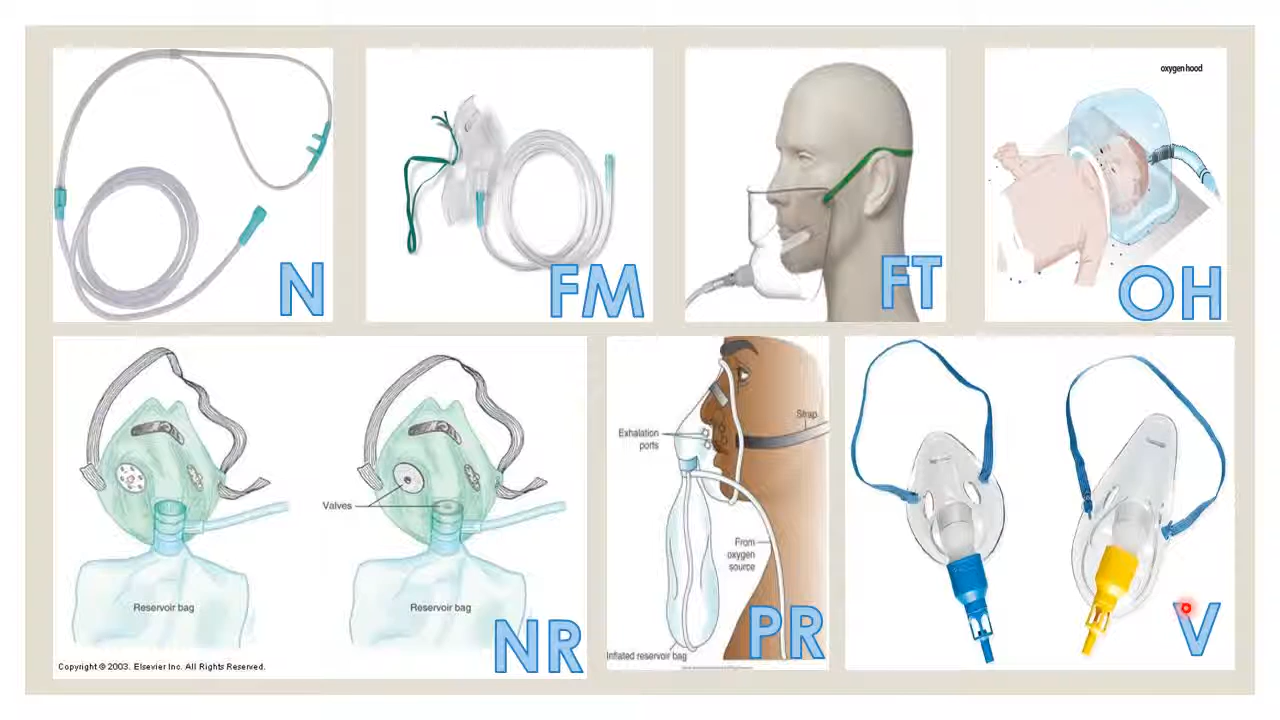 oxygen hood
N
FM
FT
OH
Exhalation
ports
Strap
Valves
From
oxygen
source
Reservoir bag
Reservoir bag
NR
PR
V
Inflated reservoir bag
Copyright © 2003. Elsevier Inc. All Rights Reserved.